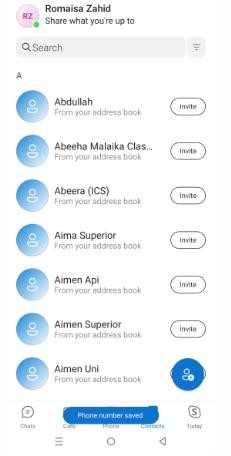 RZ
Romaisa Zahid
Share what you're up to
Search
A
Abdullah
From your address book
Invite
Abeeha Malaika Clas...
From your address book
Invite
Abeera (ICS)
From your address book
Invite
Aima Superior
From your address book
Invite
Aimen Api
From your address book
Invite
Aimen Superior
From your address book
Invite
Aimen Uni
From your address book
Phone number saved
Chats
Calls
Phone
Contacts
Today